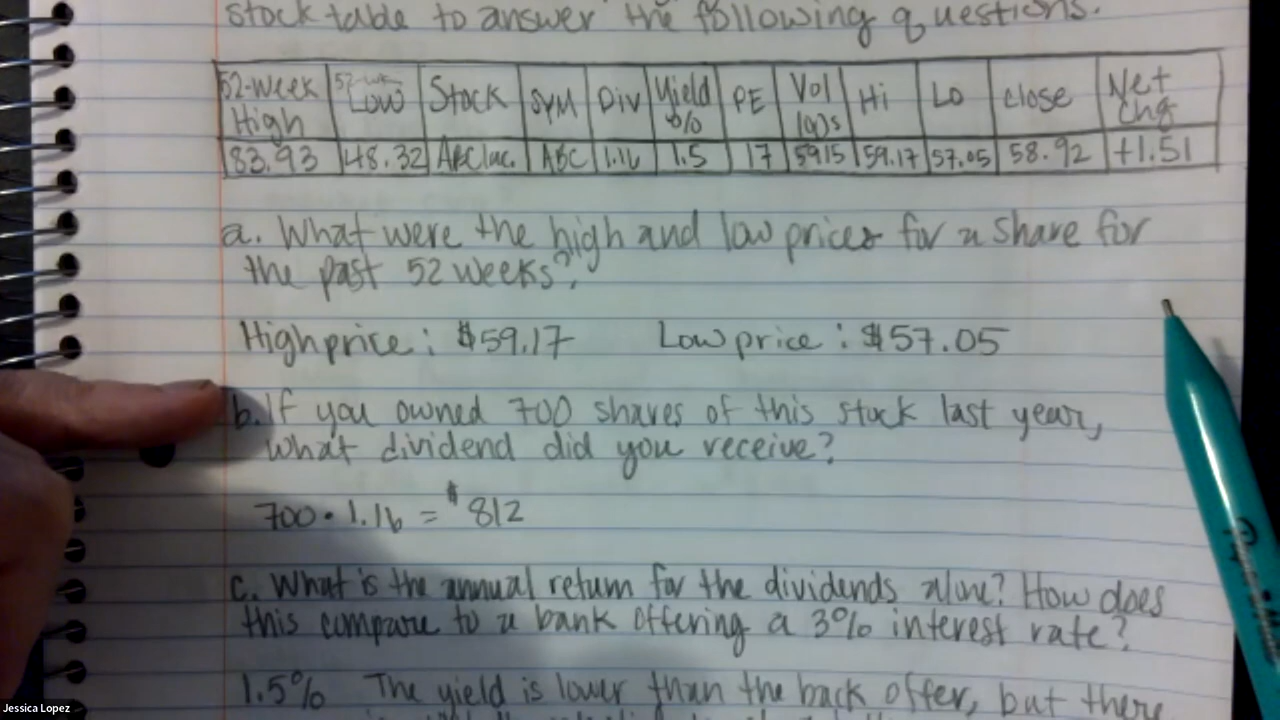 stock table to answer the following questions.
52-Week High 52-wk Low Stock SYM Div Yield % PE Vol 100s Hi Lo close Net chg
83.93 48.32 ABC Inc. ABC 1.16 1.5 17 5915 59.17 57.05 58.92 +1.51
a. What were the high and low prices for a share for
the past 52 weeks?
High price: $59.17 Low price: $57.05
b. If you owned 700 shares of this stock last year,
what dividend did you receive?
700 • 1.16 = $812
c. What is the annual return for the dividends alone? How does
this compare to a bank offering a 3% interest rate?
1.5% The yield is lower than the back offer, but there
Jessica Lopez